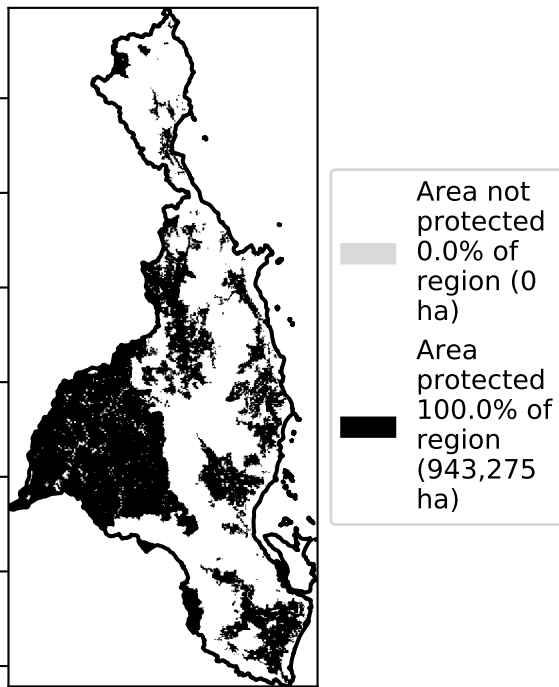 Area not
protected
0.0% of
region (0
ha)
Area
protected
100.0% of
region
(943,275
ha)